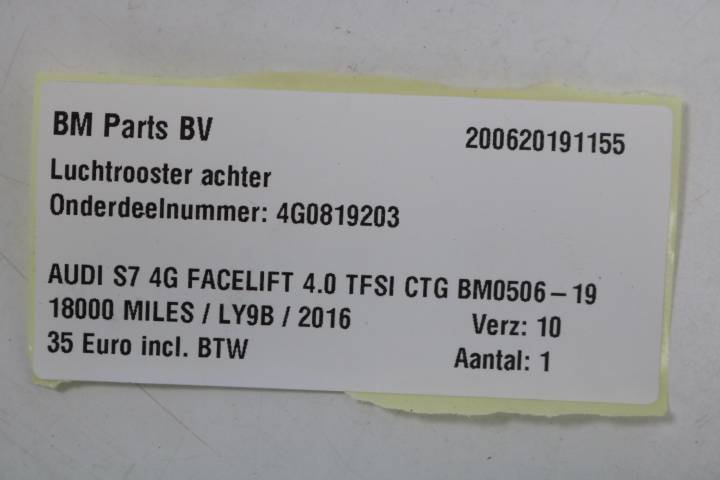 BM Parts BV 200620191155
Luchtrooster achter
Onderdeelnummer: 4G0819203
AUDI S7 4G FACELIFT 4.0 TFSI CTG BM0506-19
18000 MILES / LY9B / 2016 Verz: 10
35 Euro incl. BTW Aantal: 1